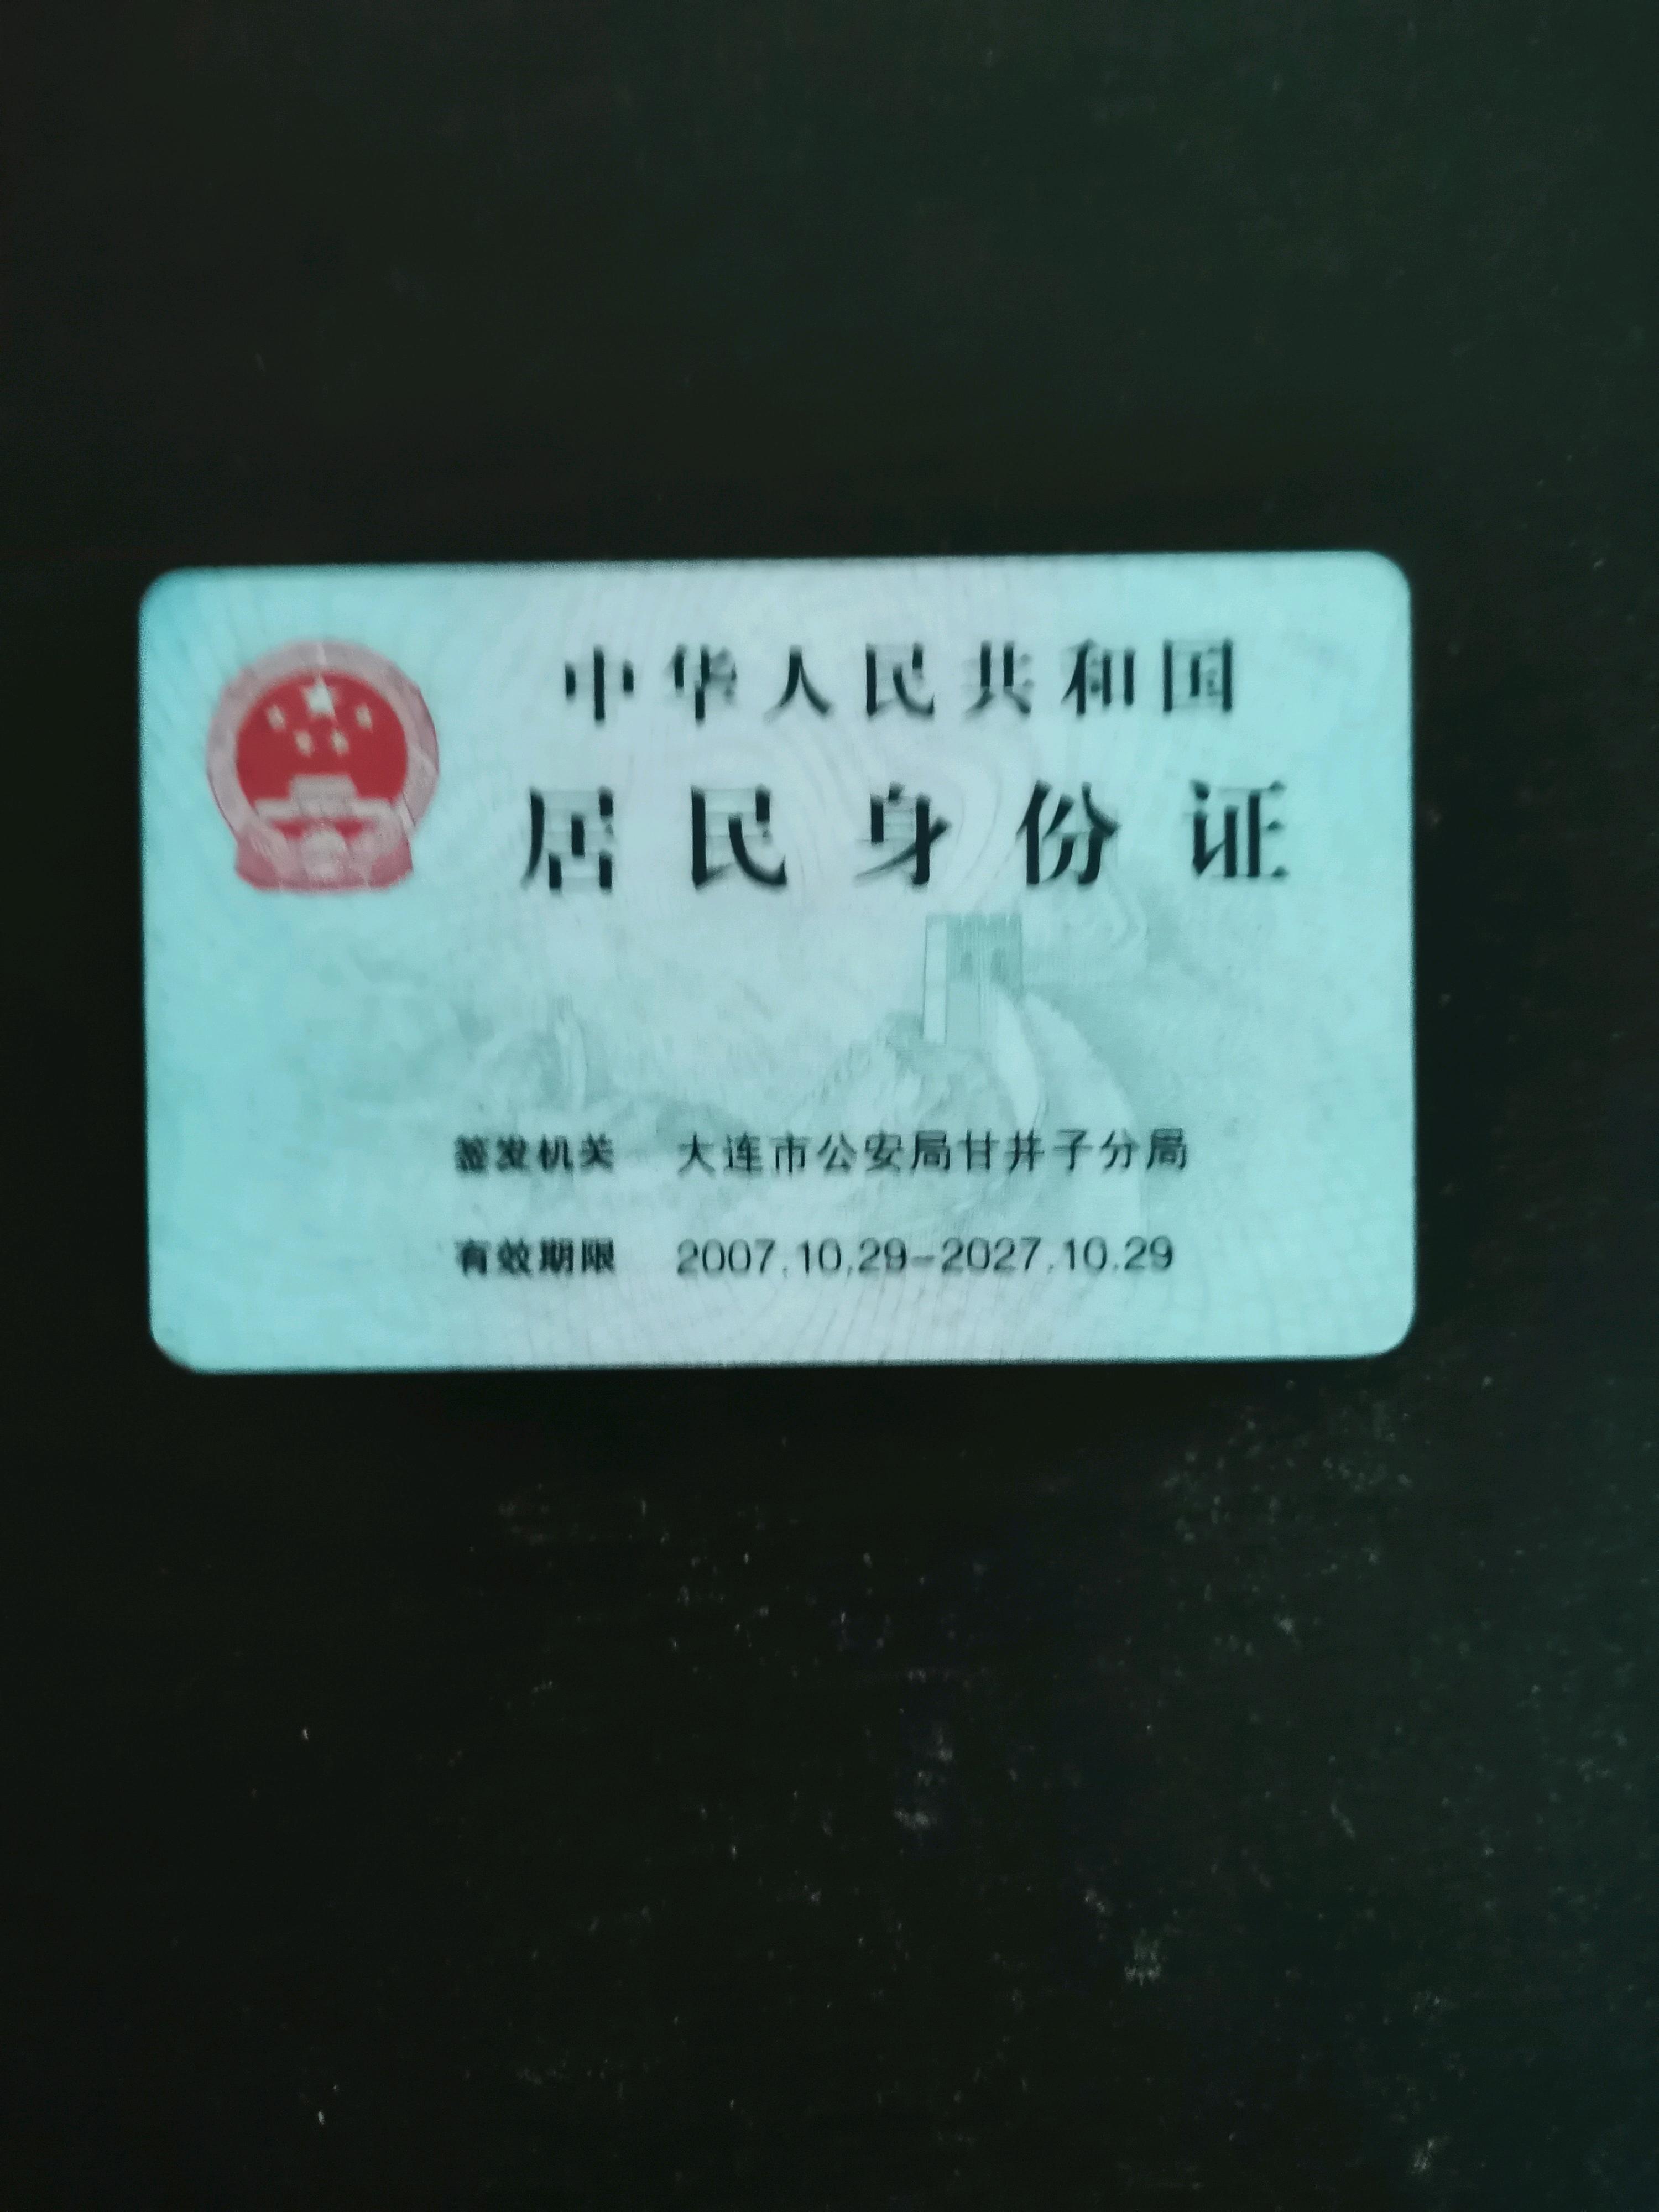 中华人民共和国
居民身份证
签发机关 大连市公安局甘井子分局
有效期限 2007.10.29-2027.10.29